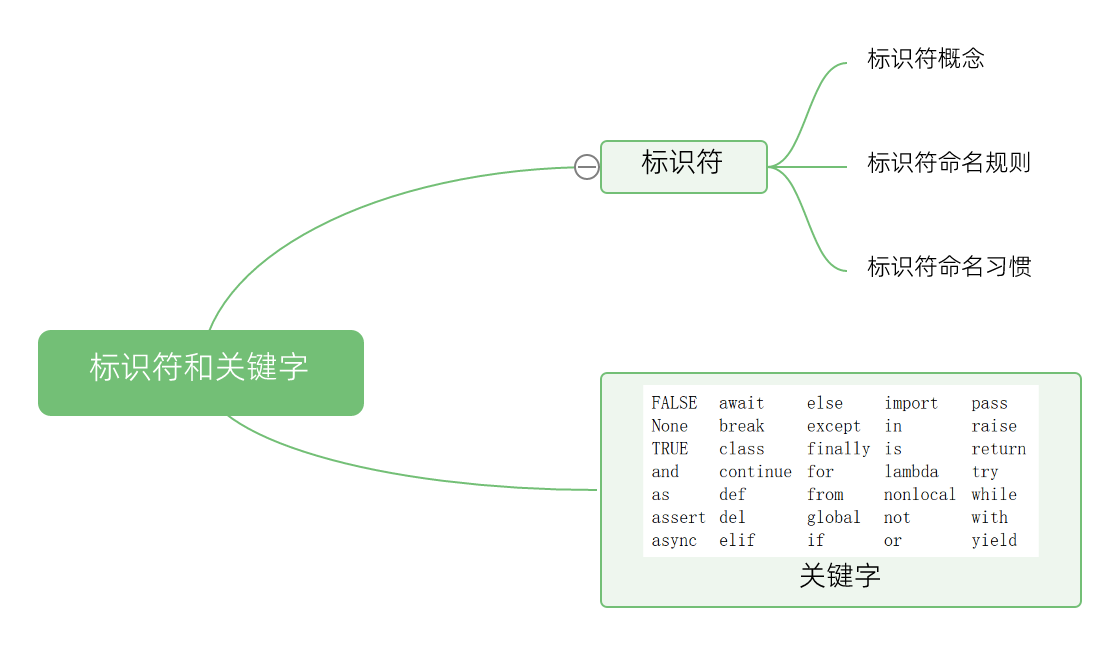 标识符概念
标识符
标识符命名规则
标识符命名习惯
标识符和关键字
FALSE await else import pass
None break except in raise
TRUE class finally is return
and continue for lambda try
as def from nonlocal while
assert del global not with
async elif if or yield
关键字